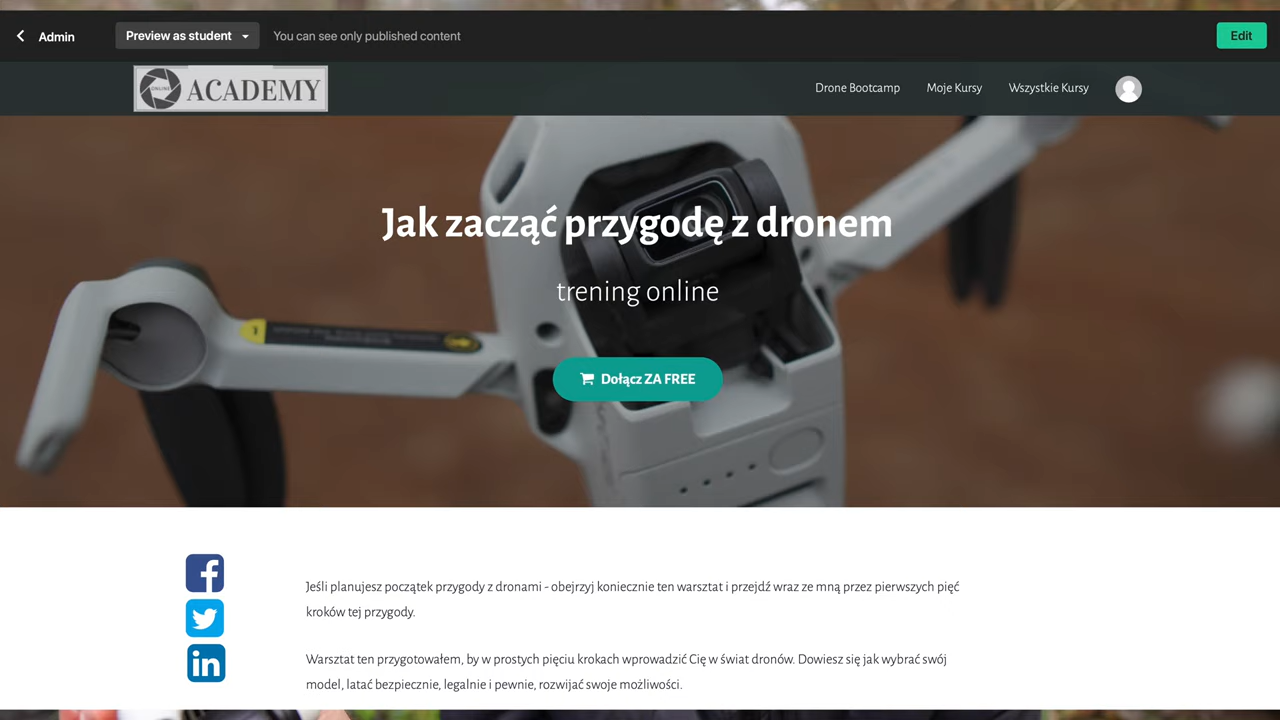 Admin
Preview as student
You can see only published content
Edit
ONLINE
ACADEMY
Drone Bootcamp
Moje Kursy
Wszystkie Kursy
Jak zacząć przygodę z dronem
trening online
Dołącz ZA FREE
Jeśli planujesz początek przygody z dronami - obejrzyj koniecznie ten warsztat i przejdź wraz ze mną przez pierwszych pięć
kroków tej przygody.
Warsztat ten przygotowałem, by w prostych pięciu krokach wprowadzić Cię w świat dronów. Dowiesz się jak wybrać swój
model, latać bezpiecznie, legalnie i pewnie, rozwijać swoje możliwości.